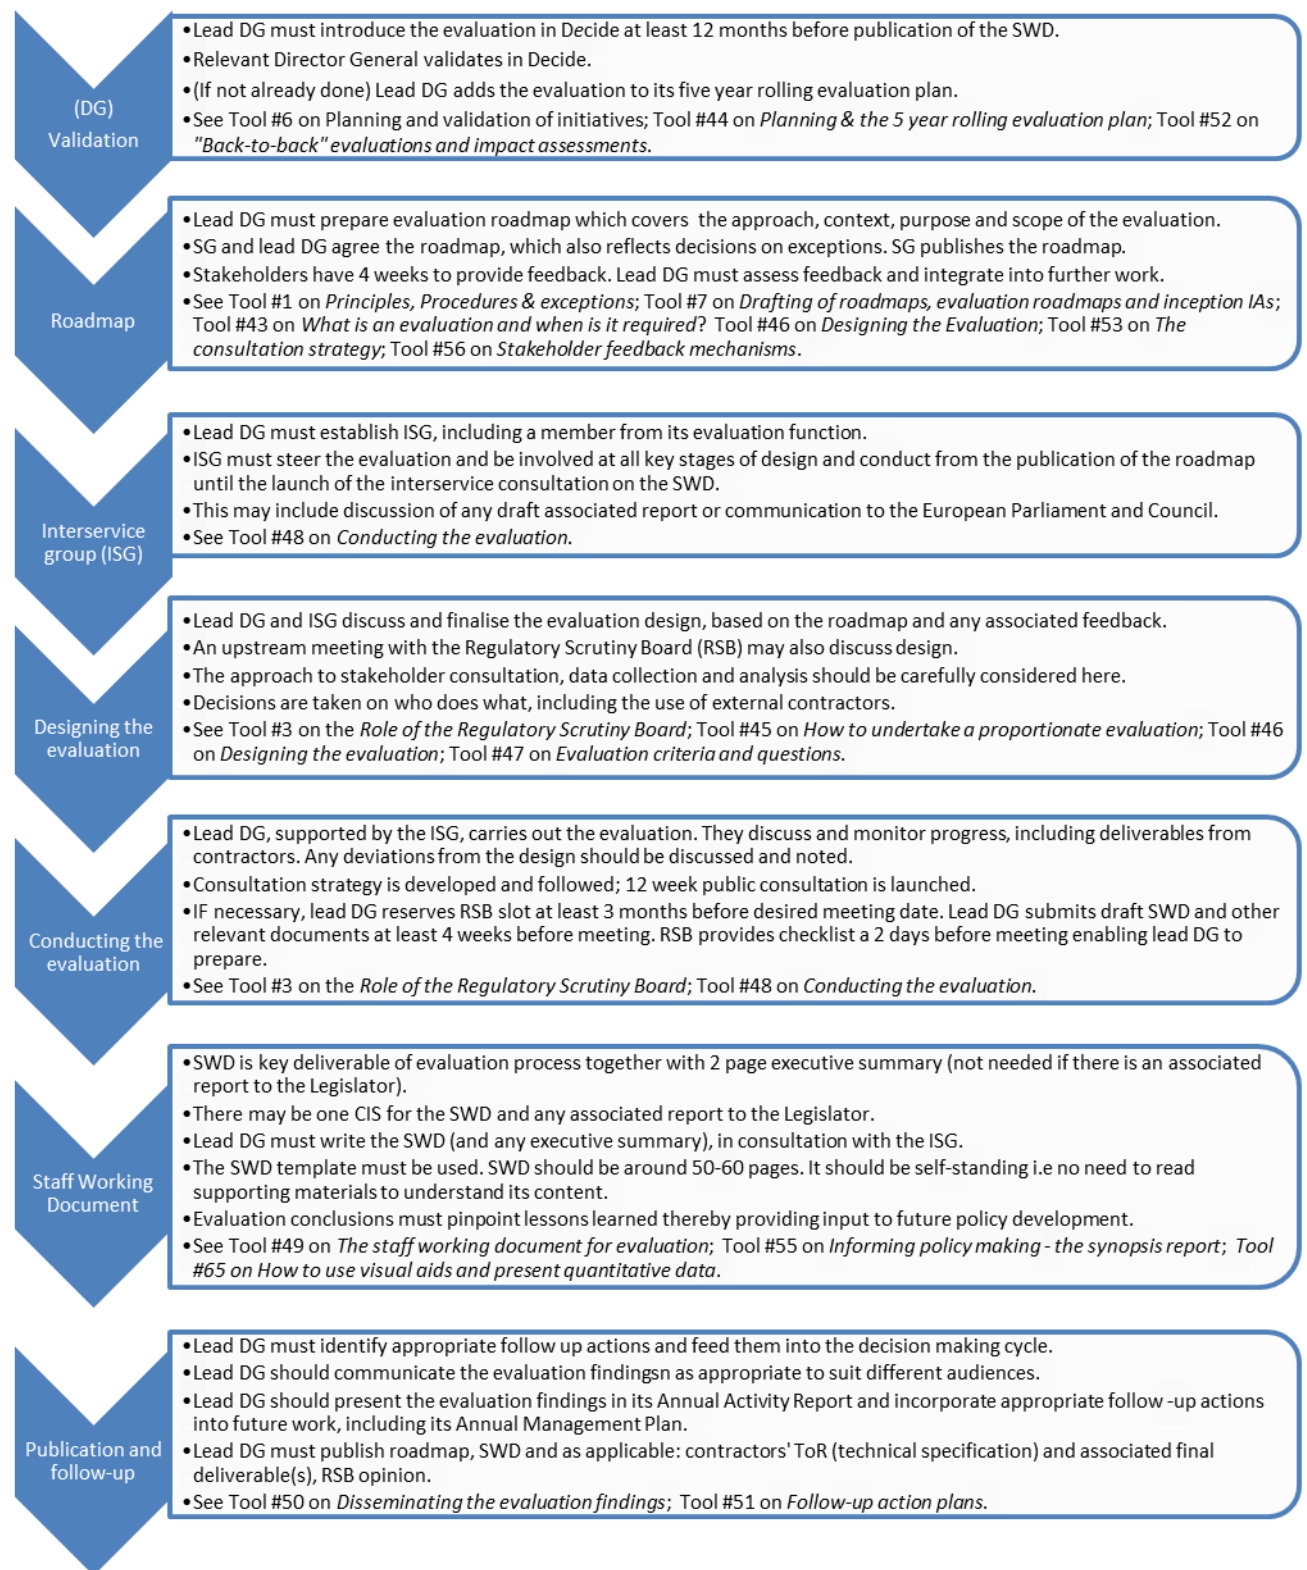 (DG)
Validation
•Lead DG must introduce the evaluation in Decide at least 12 months before publication of the SWD.
•Relevant Director General validates in Decide.
•(If not already done) Lead DG adds the evaluation to its five year rolling evaluation plan.
•See Tool #6 on Planning and validation of initiatives; Tool #44 on Planning & the 5 year rolling evaluation plan; Tool #52 on
"Back-to-back" evaluations and impact assessments.
Roadmap
•Lead DG must prepare evaluation roadmap which covers the approach, context, purpose and scope of the evaluation.
•SG and lead DG agree the roadmap, which also reflects decisions on exceptions. SG publishes the roadmap.
•Stakeholders have 4 weeks to provide feedback. Lead DG must assess feedback and integrate into further work.
•See Tool #1 on Principles, Procedures & exceptions; Tool #7 on Drafting of roadmaps, evaluation roadmaps and inception IAs;
Tool #43 on What is an evaluation and when is it required? Tool #46 on Designing the Evaluation; Tool #53 on The
consultation strategy; Tool #56 on Stakeholder feedback mechanisms.
Interservice
group (ISG)
•Lead DG must establish ISG, including a member from its evaluation function.
•ISG must steer the evaluation and be involved at all key stages of design and conduct from the publication of the roadmap
until the launch of the interservice consultation on the SWD.
•This may include discussion of any draft associated report or communication to the European Parliament and Council.
•See Tool #48 on Conducting the evaluation.
Designing the
evaluation
•Lead DG and ISG discuss and finalise the evaluation design, based on the roadmap and any associated feedback.
•An upstream meeting with the Regulatory Scrutiny Board (RSB) may also discuss design.
•The approach to stakeholder consultation, data collection and analysis should be carefully considered here.
•Decisions are taken on who does what, including the use of external contractors.
•See Tool #3 on the Role of the Regulatory Scrutiny Board; Tool #45 on How to undertake a proportionate evaluation; Tool #46
on Designing the evaluation; Tool #47 on Evaluation criteria and questions.
Conducting the
evaluation
•Lead DG, supported by the ISG, carries out the evaluation. They discuss and monitor progress, including deliverables from
contractors. Any deviations from the design should be discussed and noted.
•Consultation strategy is developed and followed; 12 week public consultation is launched.
•IF necessary, lead DG reserves RSB slot at least 3 months before desired meeting date. Lead DG submits draft SWD and other
relevant documents at least 4 weeks before meeting. RSB provides checklist a 2 days before meeting enabling lead DG to
prepare.
•See Tool #3 on the Role of the Regulatory Scrutiny Board; Tool #48 on Conducting the evaluation.
Staff Working
Document
•SWD is key deliverable of evaluation process together with 2 page executive summary (not needed if there is an associated
report to the Legislator).
•There may be one CIS for the SWD and any associated report to the Legislator.
•Lead DG must write the SWD (and any executive summary), in consultation with the ISG.
•The SWD template must be used. SWD should be around 50-60 pages. It should be self-standing i.e no need to read
supporting materials to understand its content.
•Evaluation conclusions must pinpoint lessons learned thereby providing input to future policy development.
•See Tool #49 on The staff working document for evaluation; Tool #55 on Informing policy making - the synopsis report; Tool
#65 on How to use visual aids and present quantitative data.
Publication and
follow-up
•Lead DG must identify appropriate follow up actions and feed them into the decision making cycle.
•Lead DG should communicate the evaluation findingsn as appropriate to suit different audiences.
•Lead DG should present the evaluation findings in its Annual Activity Report and incorporate appropriate follow -up actions
into future work, including its Annual Management Plan.
•Lead DG must publish roadmap, SWD and as applicable: contractors' ToR (technical specification) and associated final
deliverable(s), RSB opinion.
•See Tool #50 on Disseminating the evaluation findings; Tool #51 on Follow-up action plans.